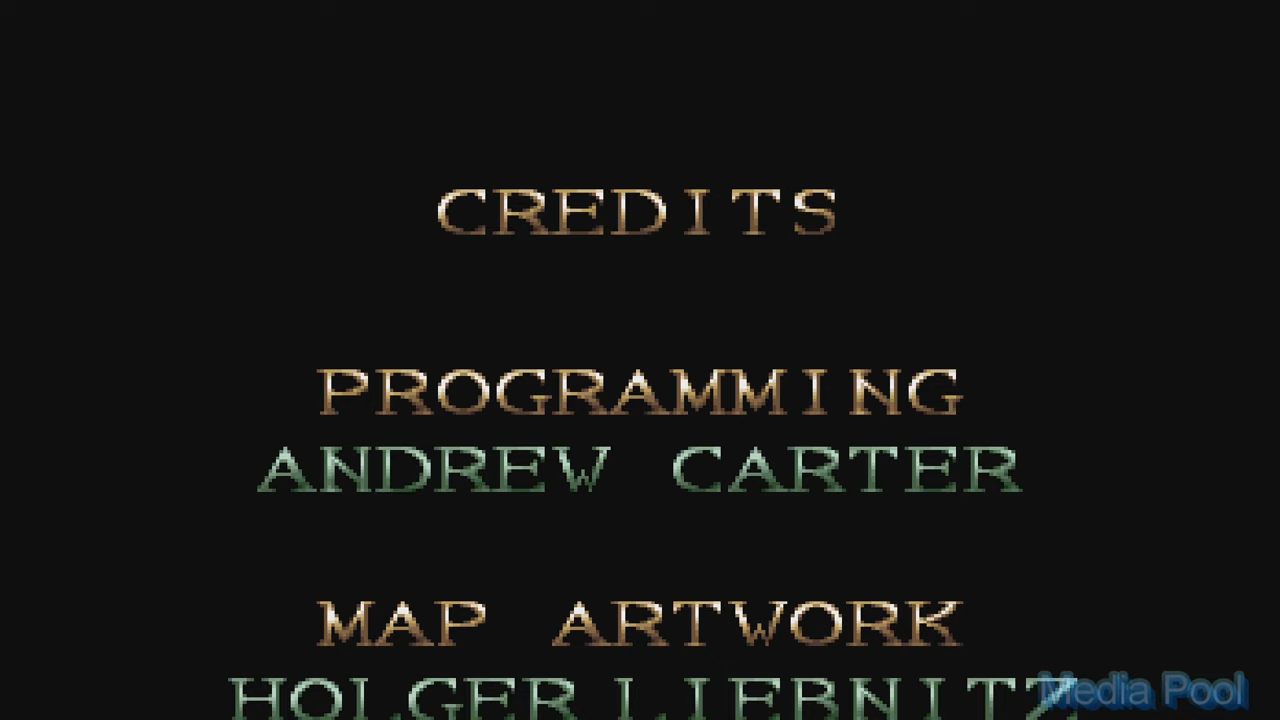 CREDITS
PROGRAMMING
ANDREW CARTER
MAP ARTWORK
HOLGER LIEBNITZ
Media Pool